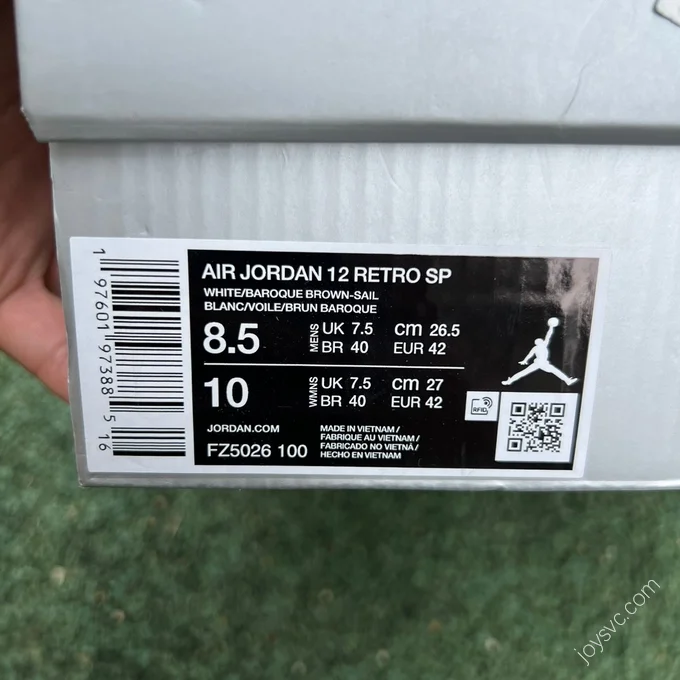 AIR JORDAN 12 RETRO SP
WHITE/BAROQUE BROWN-SAIL
BLANC/VOILE/BRUN BAROQUE
8.5 MENS UK 7.5 cm 26.5
BR 40 EUR 42
10 WMNS UK 7.5 cm 27
BR 40 EUR 42
JORDAN.COM
FZ5026 100
MADE IN VIETNAM /
FABRIQUÉ AU VIETNAM /
FABRICADO NO VIETNÃ /
HECHO EN VIETNAM
RFID
1 97601 97388 5 16
joysvc.com